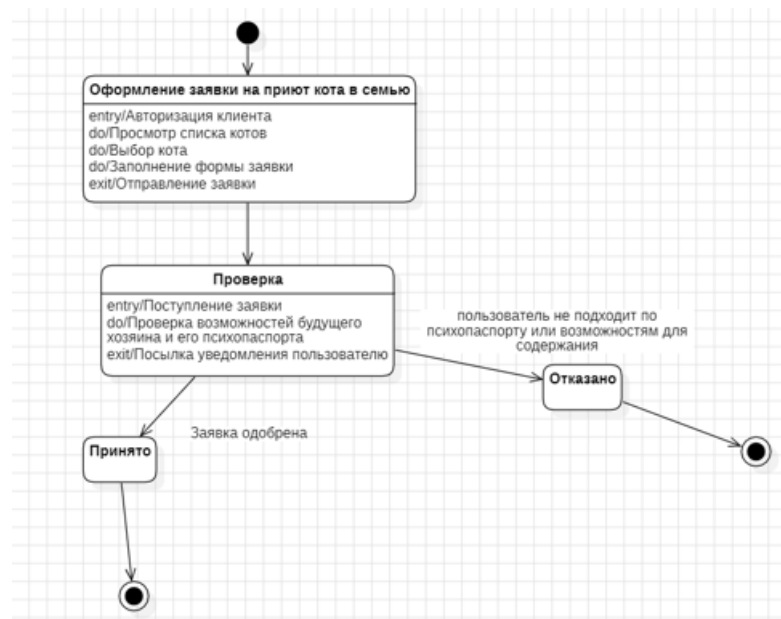 Оформление заявки на приют кота в семью
entry/Авторизация клиента
do/Просмотр списка котов
do/Выбор кота
do/Заполнение формы заявки
exit/Отправление заявки
Проверка
entry/Поступление заявки
do/Проверка возможностей будущего
хозяина и его психопаспорта
exit/Посылка уведомления пользователю
пользователь не подходит по
психопаспорту или возможностям для
содержания
Отказано
Заявка одобрена
Принято